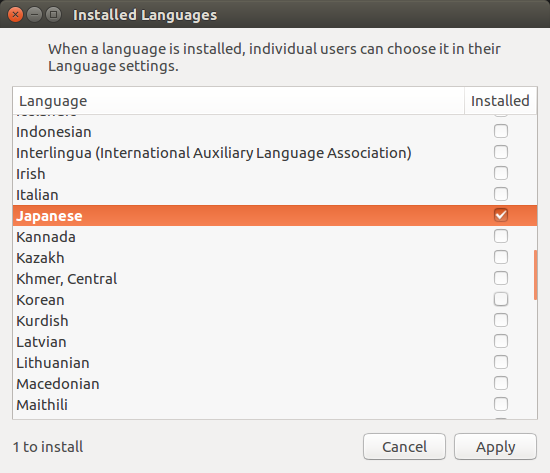 Installed Languages
When a language is installed, individual users can choose it in their
Language settings.
Language Installed
Indonesian
Interlingua (International Auxiliary Language Association)
Irish
Italian
Japanese
Kannada
Kazakh
Khmer, Central
Korean
Kurdish
Latvian
Lithuanian
Macedonian
Maithili
1 to install Cancel Apply